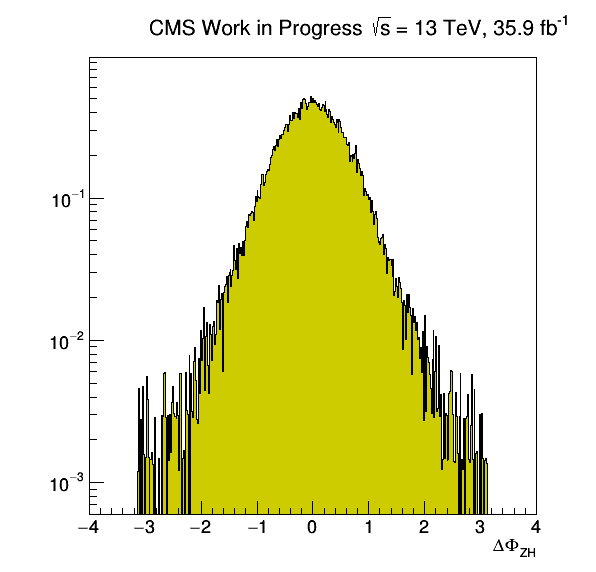 CMS Work in Progress √s = 13 TeV, 35.9 fb⁻¹
10⁻¹
10⁻²
10⁻³
−4 −3 −2 −1 0 1 2 3 4
ΔΦ_ZH